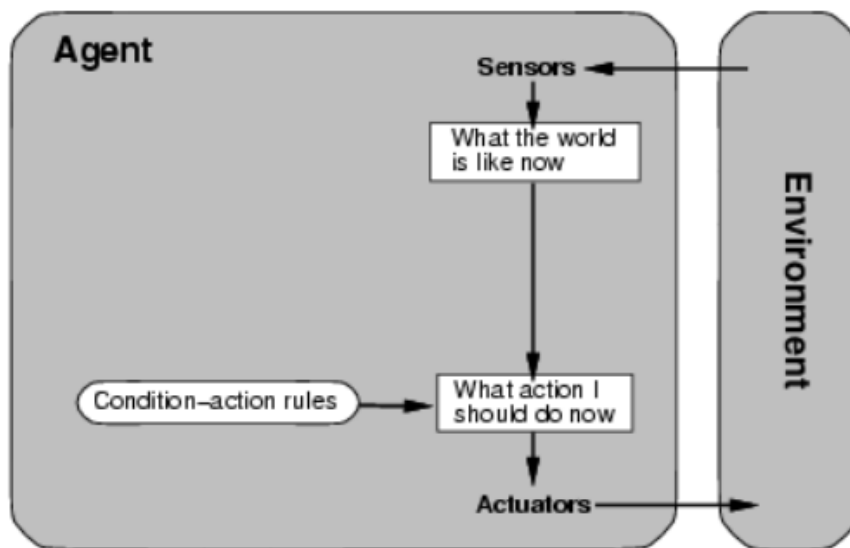 Agent
Sensors
What the world
is like now
Environment
Condition–action rules
What action I
should do now
Actuators